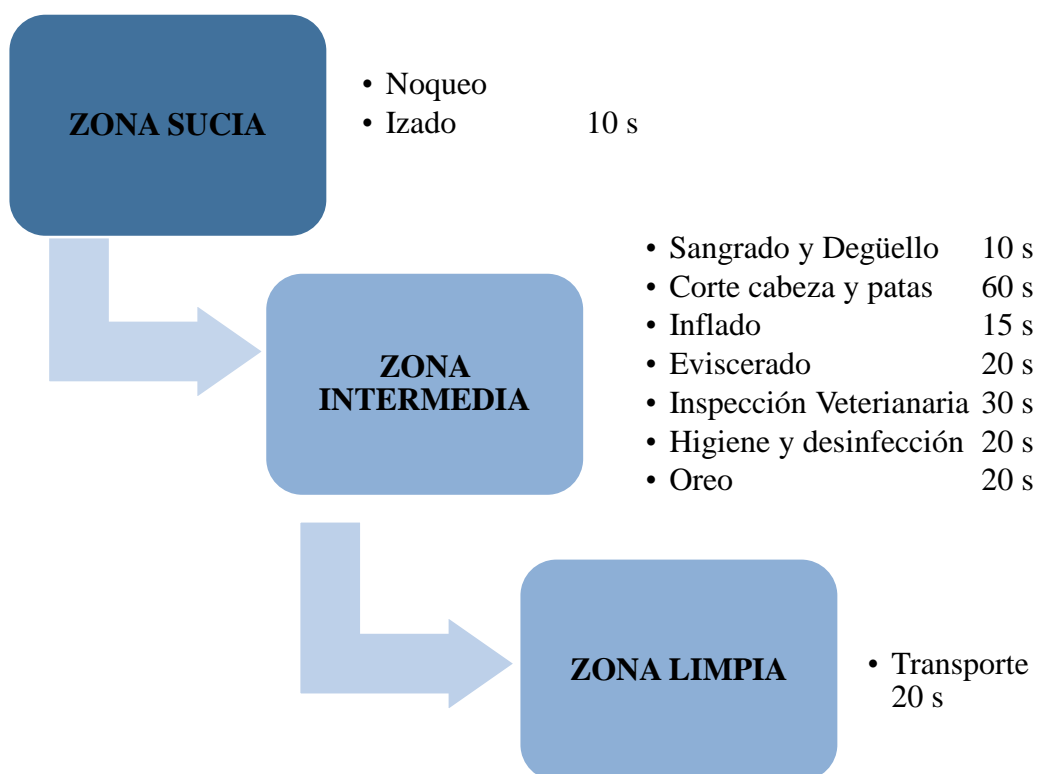 ZONA SUCIA
• Noqueo
• Izado 10 s
ZONA
INTERMEDIA
• Sangrado y Degüello 10 s
• Corte cabeza y patas 60 s
• Inflado 15 s
• Eviscerado 20 s
• Inspección Veterianaria 30 s
• Higiene y desinfección 20 s
• Oreo 20 s
ZONA LIMPIA
• Transporte
20 s